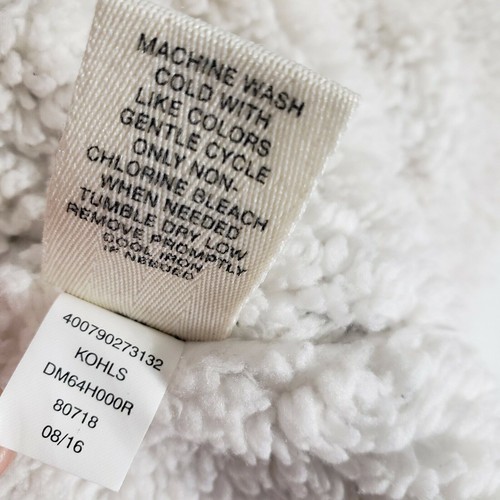 MACHINE WASH
COLD WITH
LIKE COLORS
GENTLE CYCLE
ONLY NON-
CHLORINE BLEACH
WHEN NEEDED
TUMBLE DRY LOW
REMOVE PROMPTLY
COOL IRON
IF NEEDED
400790273132
KOHLS
DM64H000R
80718
08/16